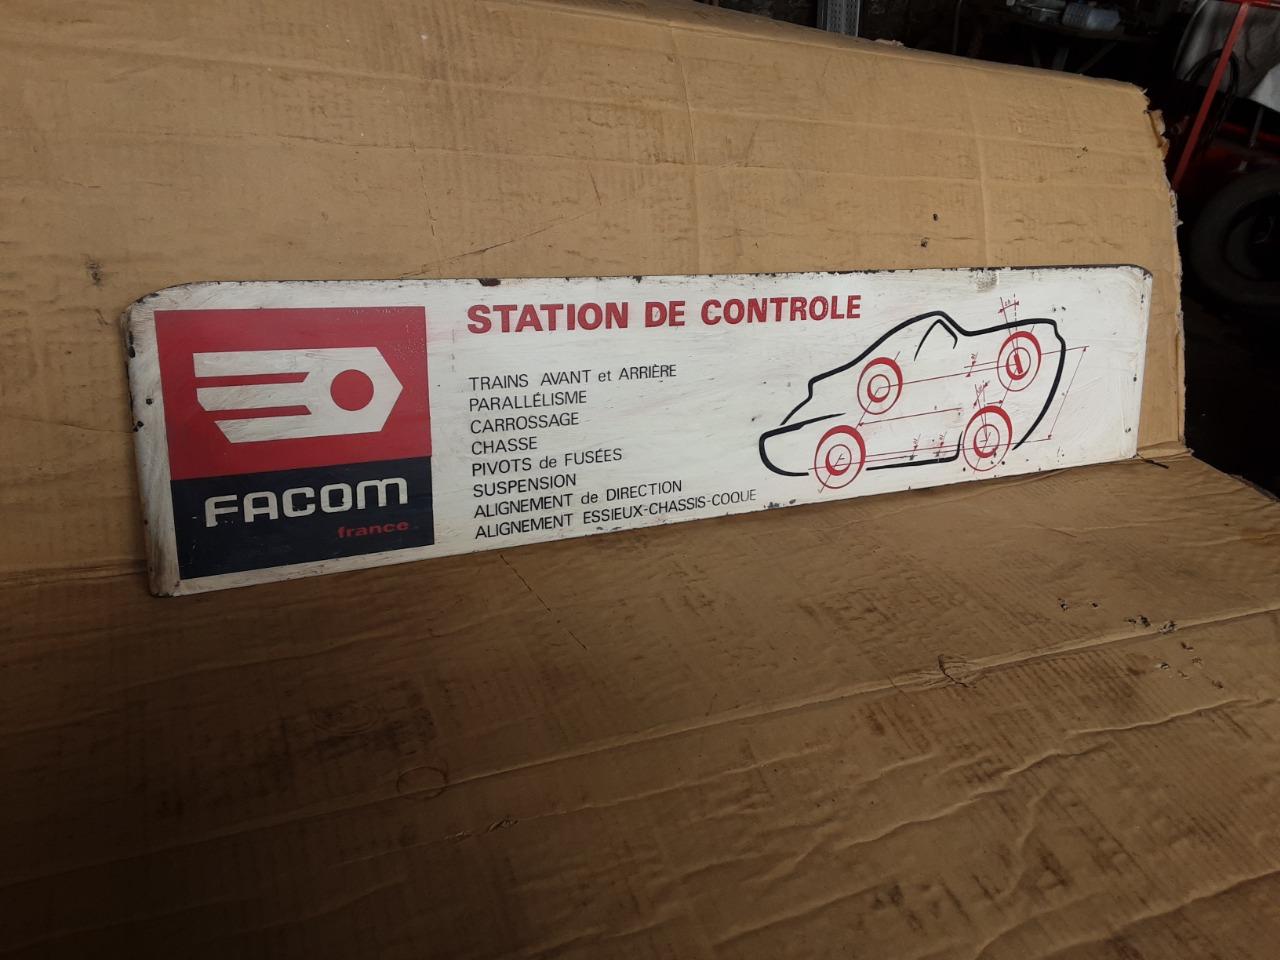 STATION DE CONTROLE
TRAINS AVANT et ARRIÈRE
PARALLÉLISME
CARROSSAGE
CHASSE
PIVOTS de FUSÉES
SUSPENSION
ALIGNEMENT de DIRECTION
ALIGNEMENT ESSIEUX-CHASSIS-COQUE
FACOM
france